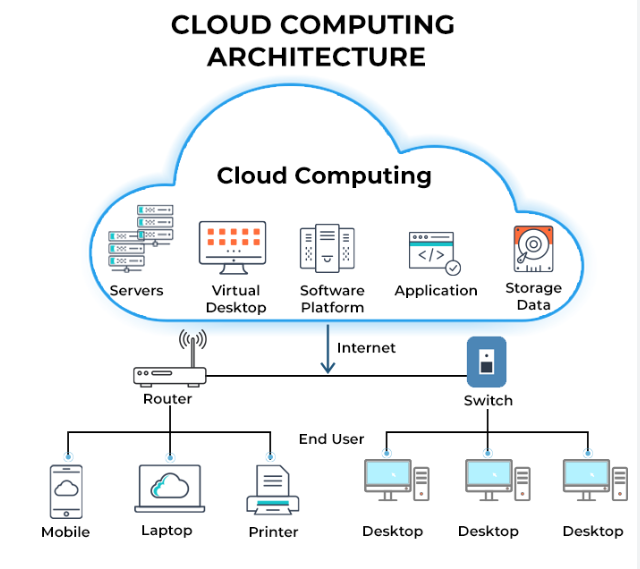 CLOUD COMPUTING
ARCHITECTURE
Cloud Computing
Servers
Virtual
Desktop
Software
Platform
Application
Storage
Data
Internet
Router
Switch
End User
Mobile
Laptop
Printer
Desktop
Desktop
Desktop